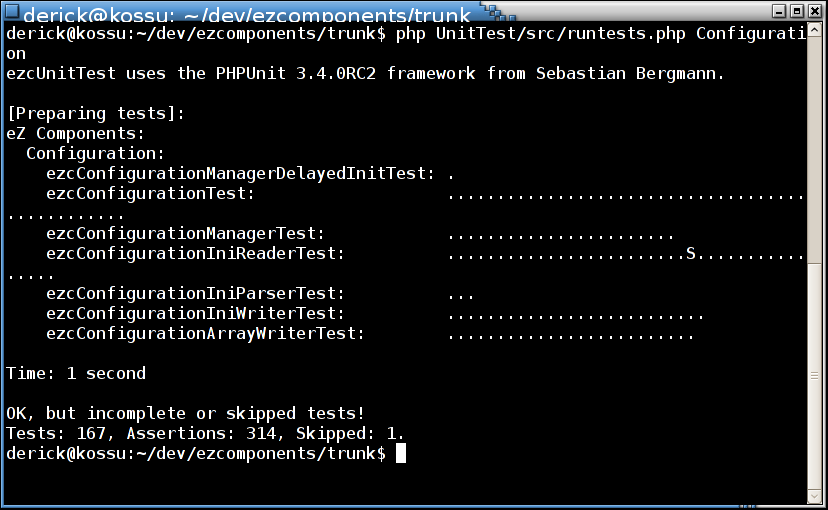 derick@kossu: ~/dev/ezcomponents/trunk
derick@kossu:~/dev/ezcomponents/trunk$ php UnitTest/src/runtests.php Configurati
on
ezcUnitTest uses the PHPUnit 3.4.0RC2 framework from Sebastian Bergmann.
[Preparing tests]:
eZ Components:
  Configuration:
    ezcConfigurationManagerDelayedInitTest: .
    ezcConfigurationTest:                   ....................................
............
    ezcConfigurationManagerTest:            .......................
    ezcConfigurationIniReaderTest:          ........................S...........
.....
    ezcConfigurationIniParserTest:          ...
    ezcConfigurationIniWriterTest:          ..........................
    ezcConfigurationArrayWriterTest:        .........................
Time: 1 second
OK, but incomplete or skipped tests!
Tests: 167, Assertions: 314, Skipped: 1.
derick@kossu:~/dev/ezcomponents/trunk$